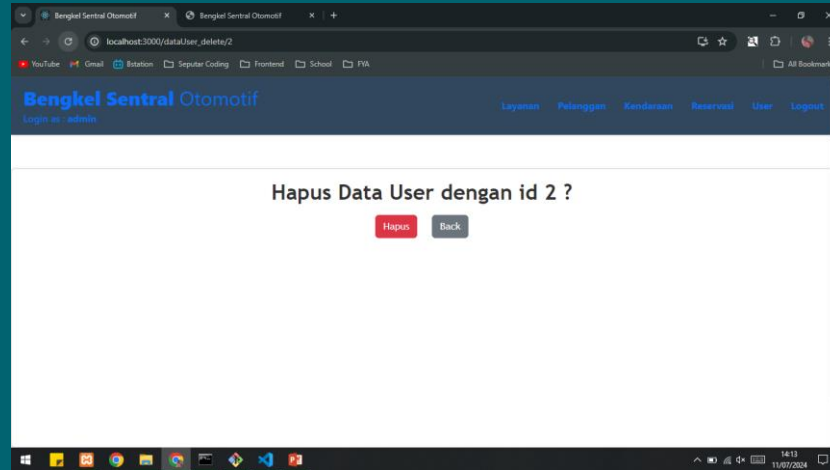 Bengkel Sentral Otomotif
Bengkel Sentral Otomotif
localhost:3000/dataUser_delete/2
YouTube Gmail Bstation Seputar Coding Frontend School FYA All Bookmark
Bengkel Sentral Otomotif
Login as : admin
Layanan Pelanggan Kendaraan Reservasi User Logout
Hapus Data User dengan id 2 ?
Hapus Back
14:13
11/07/2024